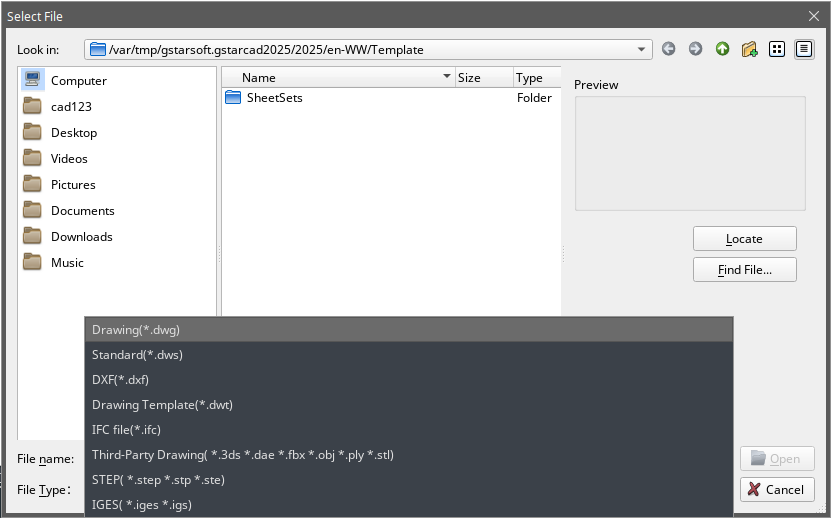 Select File
Look in: /var/tmp/gstarsoft.gstarcad2025/2025/en-WW/Template
Computer
cad123
Desktop
Videos
Pictures
Documents
Downloads
Music
Name Size Type
SheetSets Folder
Preview
Locate
Find File...
Drawing(*.dwg)
Standard(*.dws)
DXF(*.dxf)
Drawing Template(*.dwt)
IFC file(*.ifc)
Third-Party Drawing( *.3ds *.dae *.fbx *.obj *.ply *.stl)
STEP( *.step *.stp *.ste)
IGES( *.iges *.igs)
File name:
Open
File Type:
Cancel